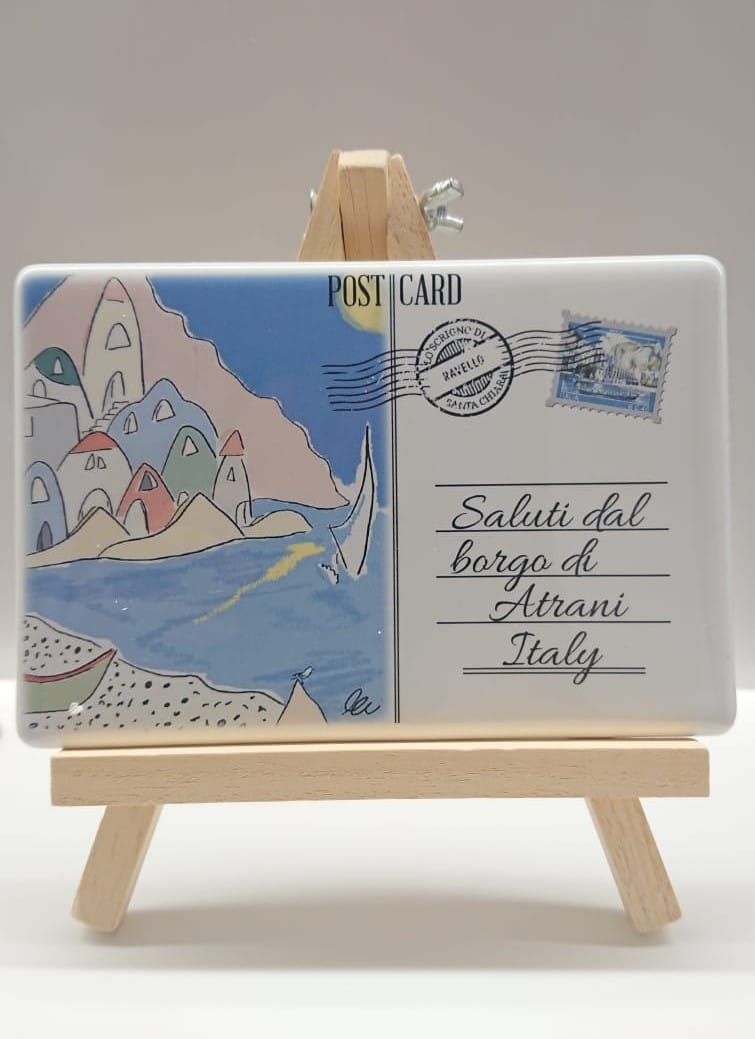 POST CARD
LO SCRIGNO DI
RAVELLO
SANTA CHIARA
Saluti dal
borgo di
Atrani
Italy